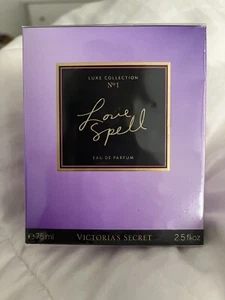 LUXE COLLECTION
Nº1
Love
Spell
EAU DE PARFUM
℮ 75 ml VICTORIA'S SECRET 2.5 fl oz